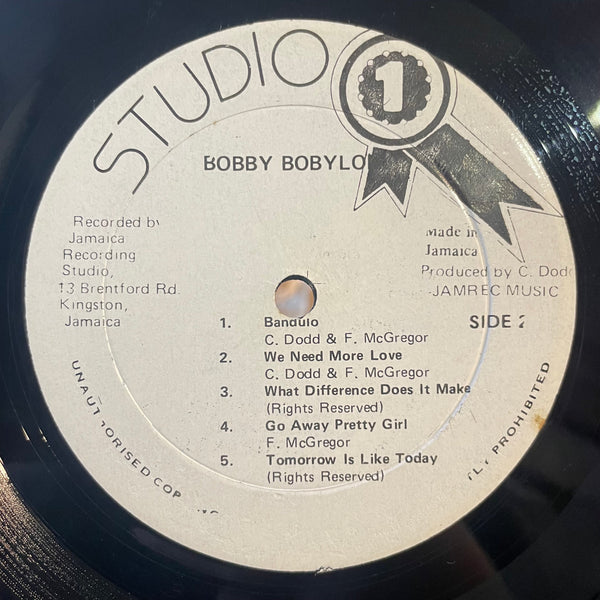 STUDIO
1
BOBBY BOBYLO
Recorded by
Jamaica
Recording
Studio,
13 Brentford Rd.
Kingston,
Jamaica
Made in
Jamaica
Produced by C. Dodd
JAMREC MUSIC
SIDE 2
1. Bandulo
C. Dodd & F. McGregor
2. We Need More Love
C. Dodd & F. McGregor
3. What Difference Does It Make
(Rights Reserved)
4. Go Away Pretty Girl
F. McGregor
5. Tomorrow Is Like Today
(Rights Reserved)
UNAUTHORISED COP
LY PROHIBITED